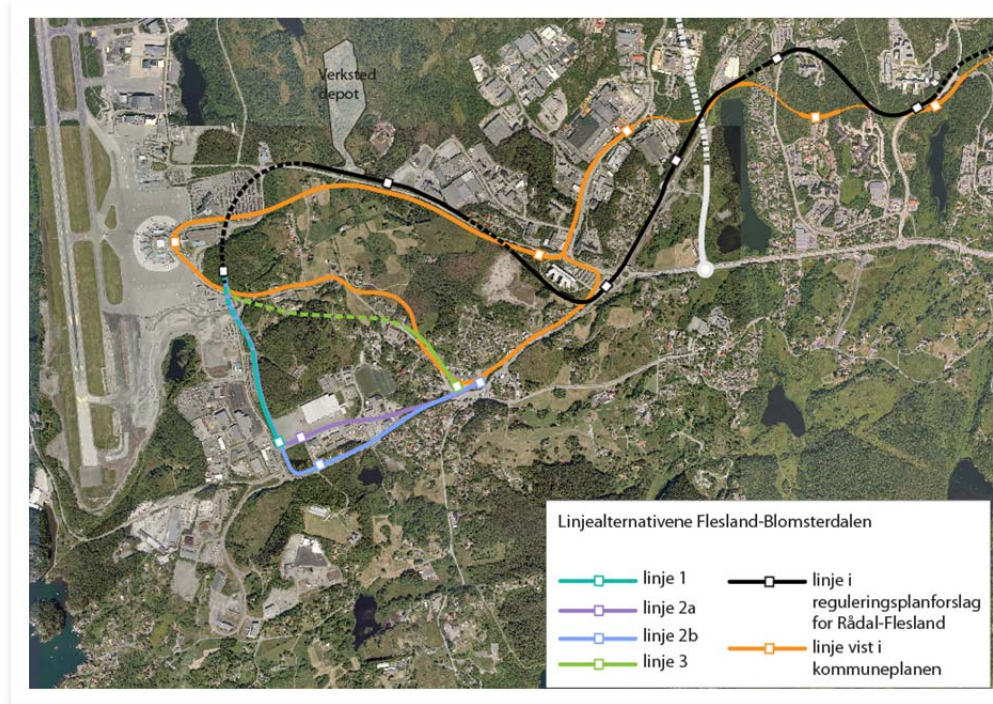 Verksted
depot
Linjealternativene Flesland-Blomsterdalen
linje 1
linje 2a
linje 2b
linje 3
linje i
reguleringsplanforslag
for Rådal-Flesland
linje vist i
kommuneplanen